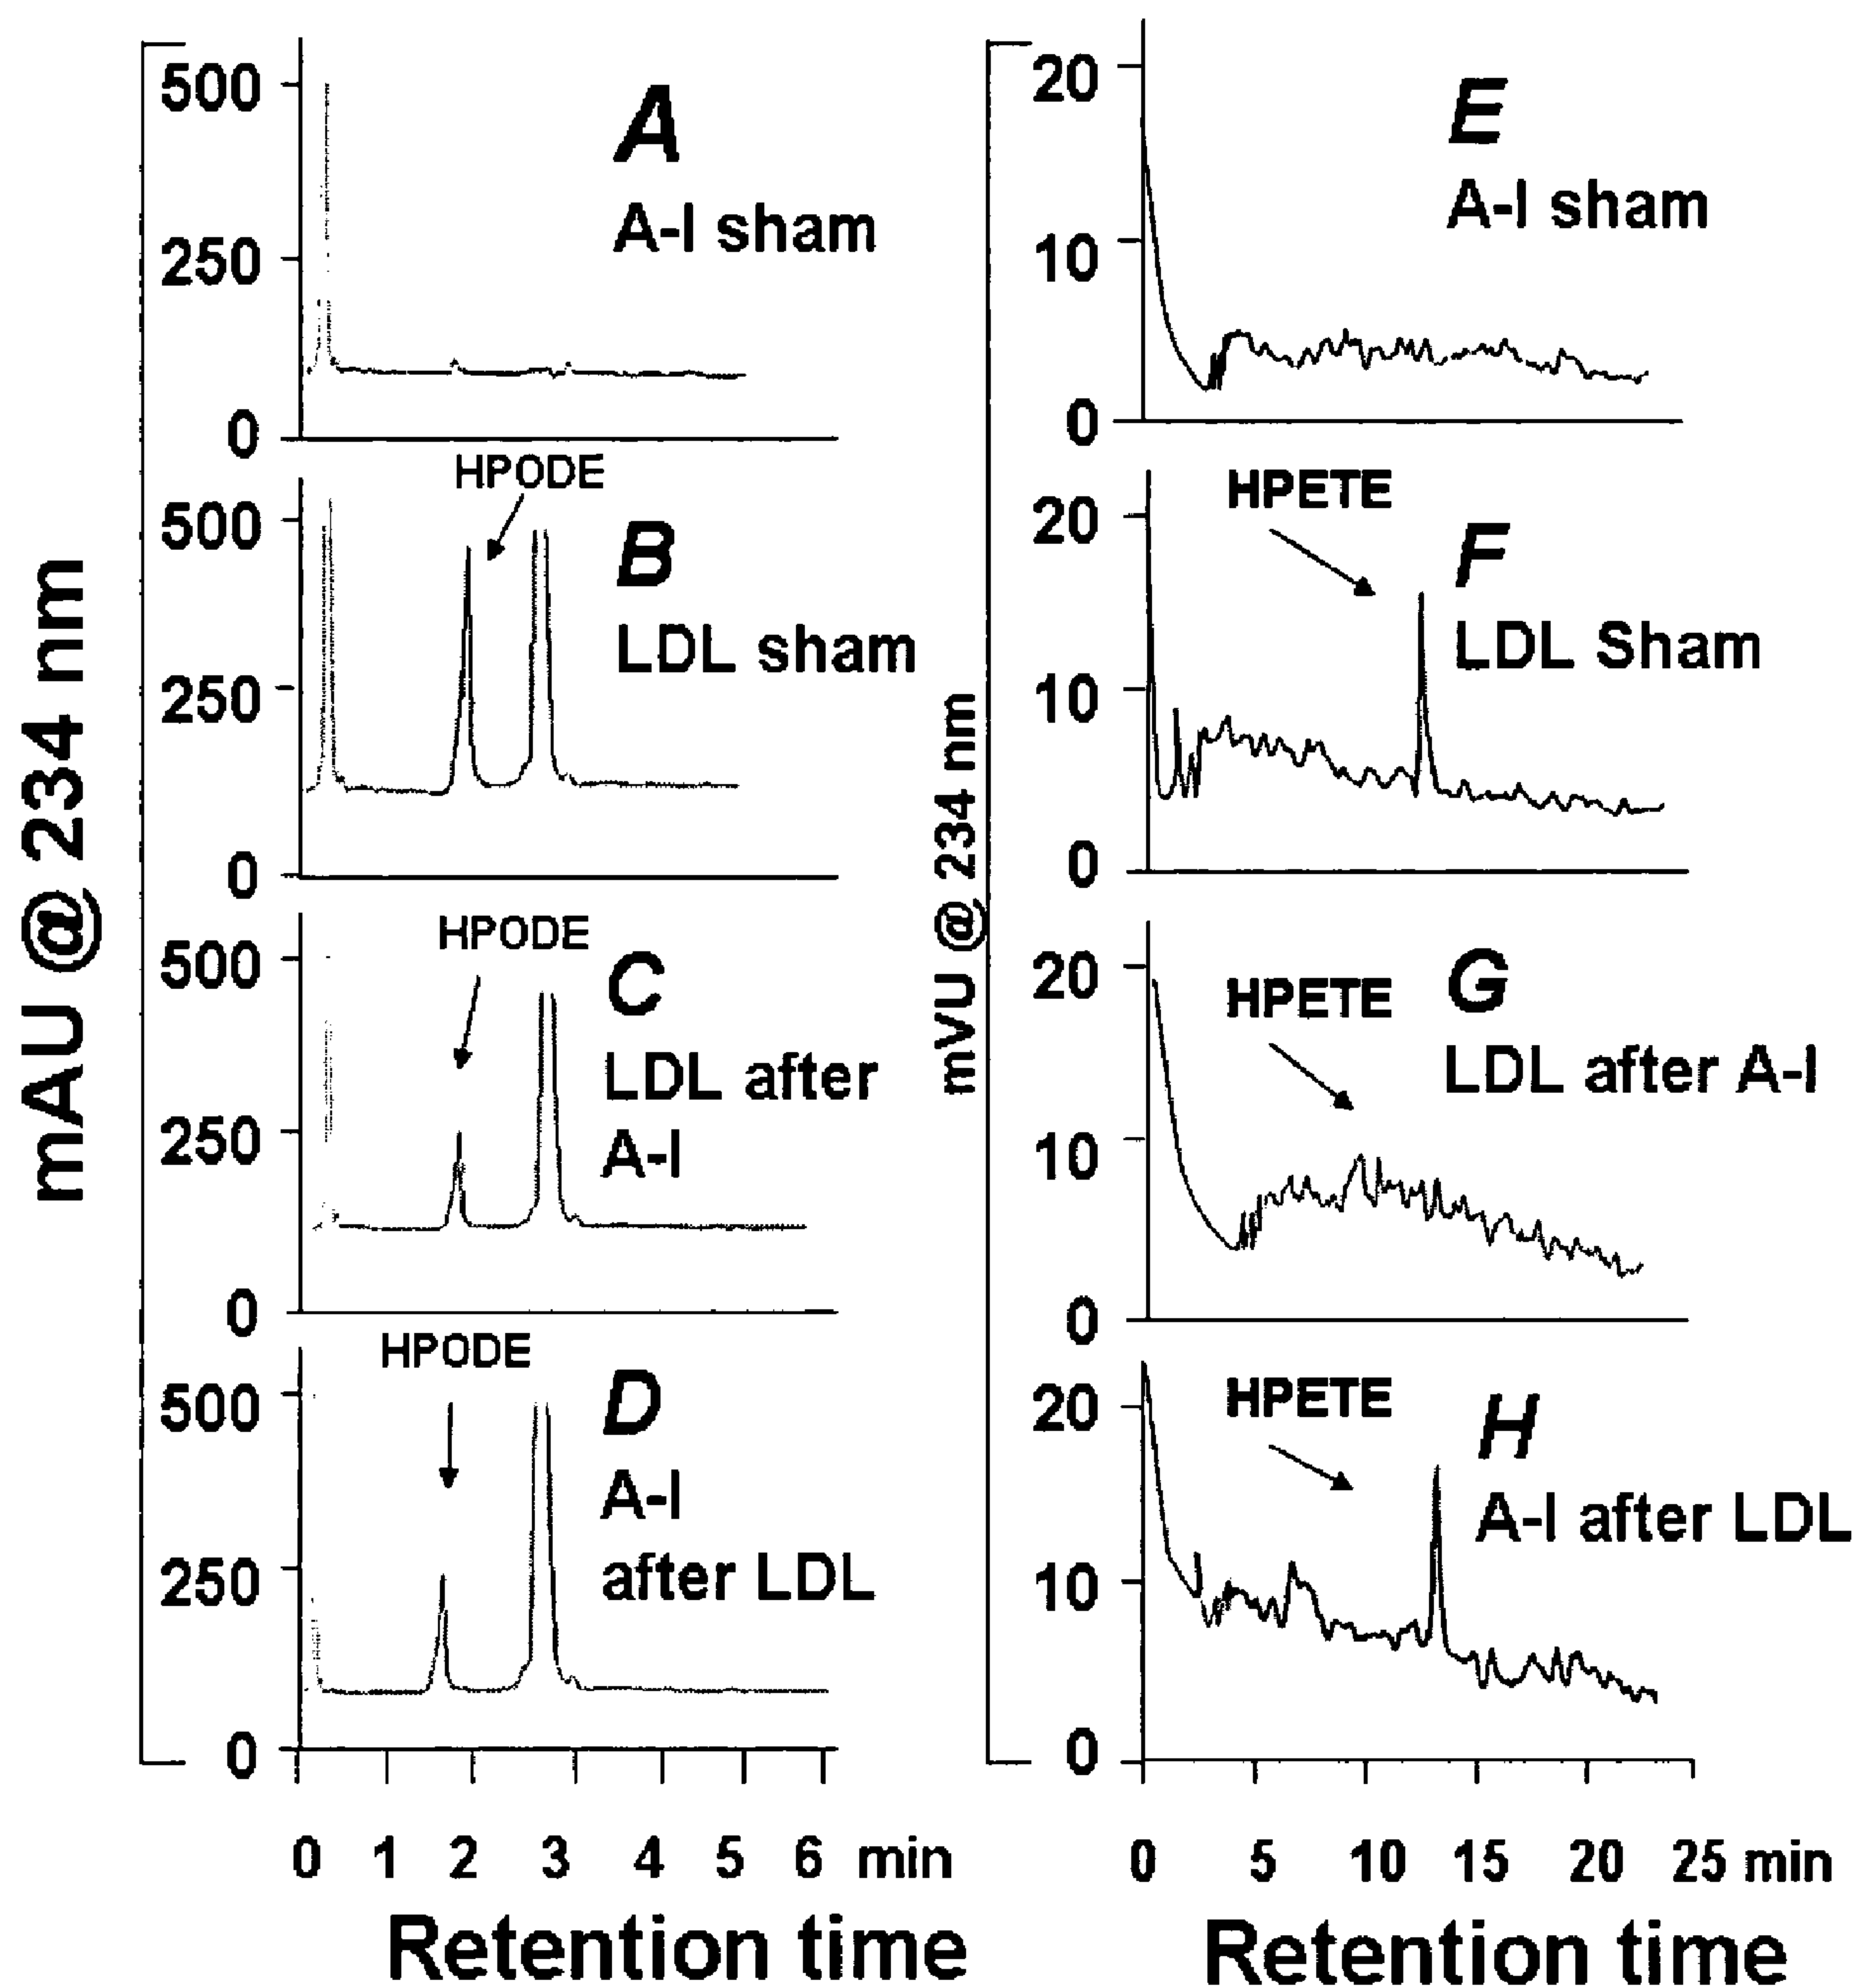 mAU @ 234 nm
500
250
0
A
A-I sham
500
250
0
HPODE
B
LDL sham
500
250
0
HPODE
C
LDL after
A-I
500
250
0
HPODE
D
A-I
after LDL
0 1 2 3 4 5 6 min
Retention time
mVU @ 234 nm
20
10
0
E
A-I sham
20
10
0
HPETE
F
LDL Sham
20
10
0
HPETE
G
LDL after A-I
20
10
0
HPETE
H
A-I after LDL
0 5 10 15 20 25 min
Retention time